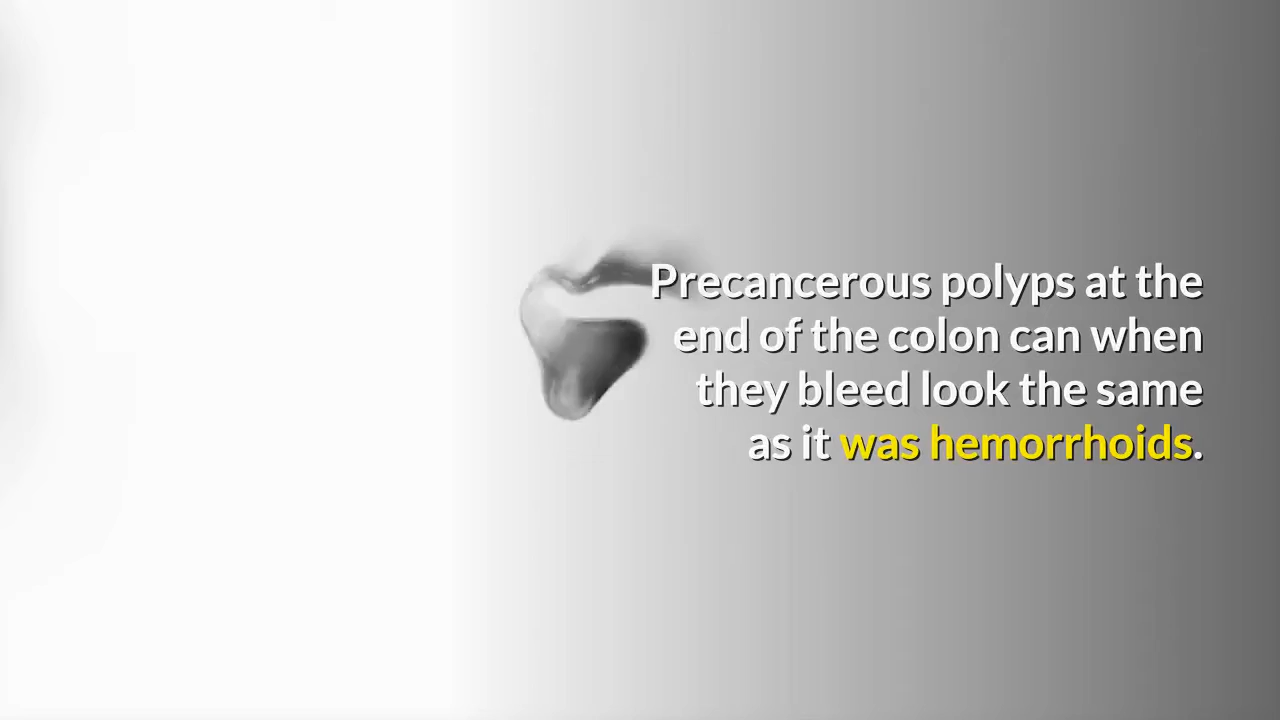 Precancerous polyps at the
end of the colon can when
they bleed look the same
as it was hemorrhoids.